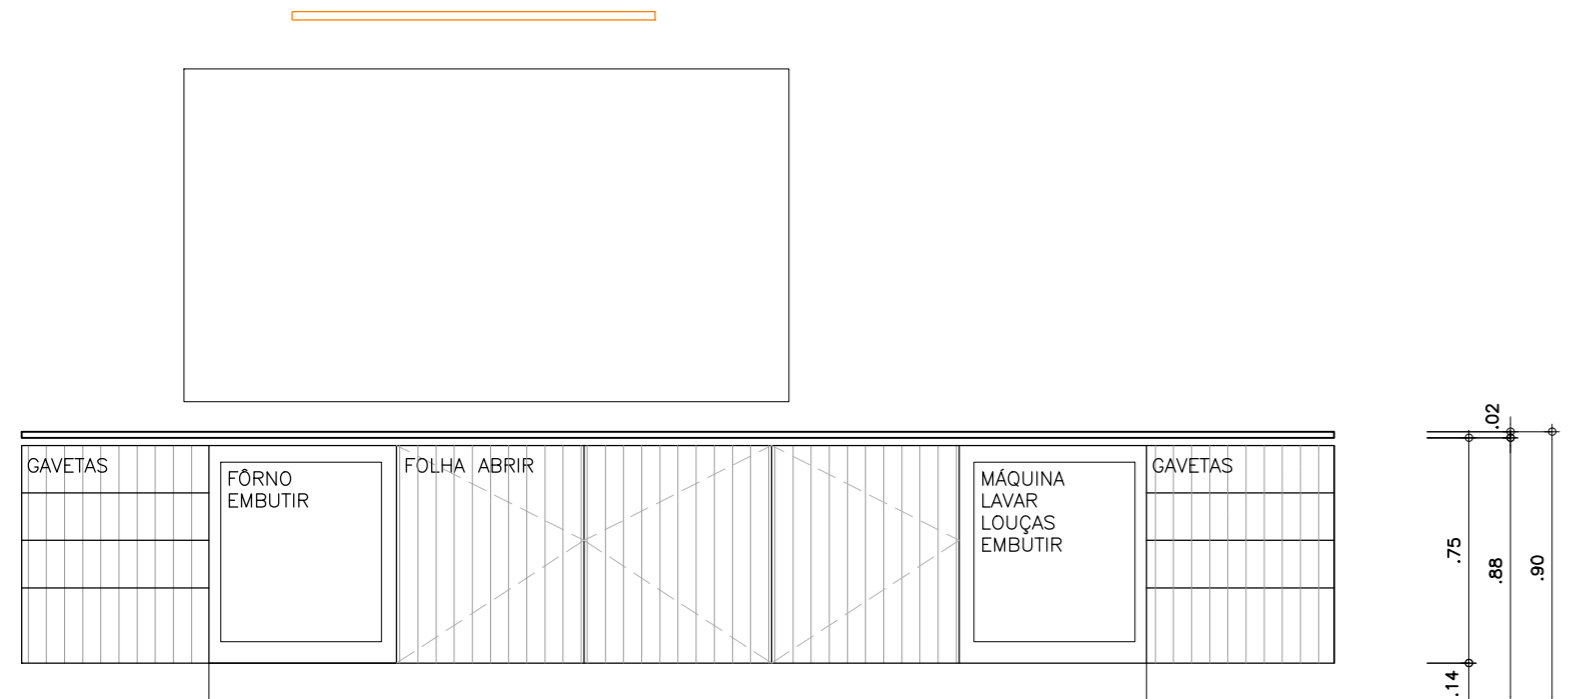 GAVETAS
FÔRNO
EMBUTIR
FOLHA ABRIR
MÁQUINA
LAVAR
LOUÇAS
EMBUTIR
GAVETAS
.02
.75
.88
.90
.14